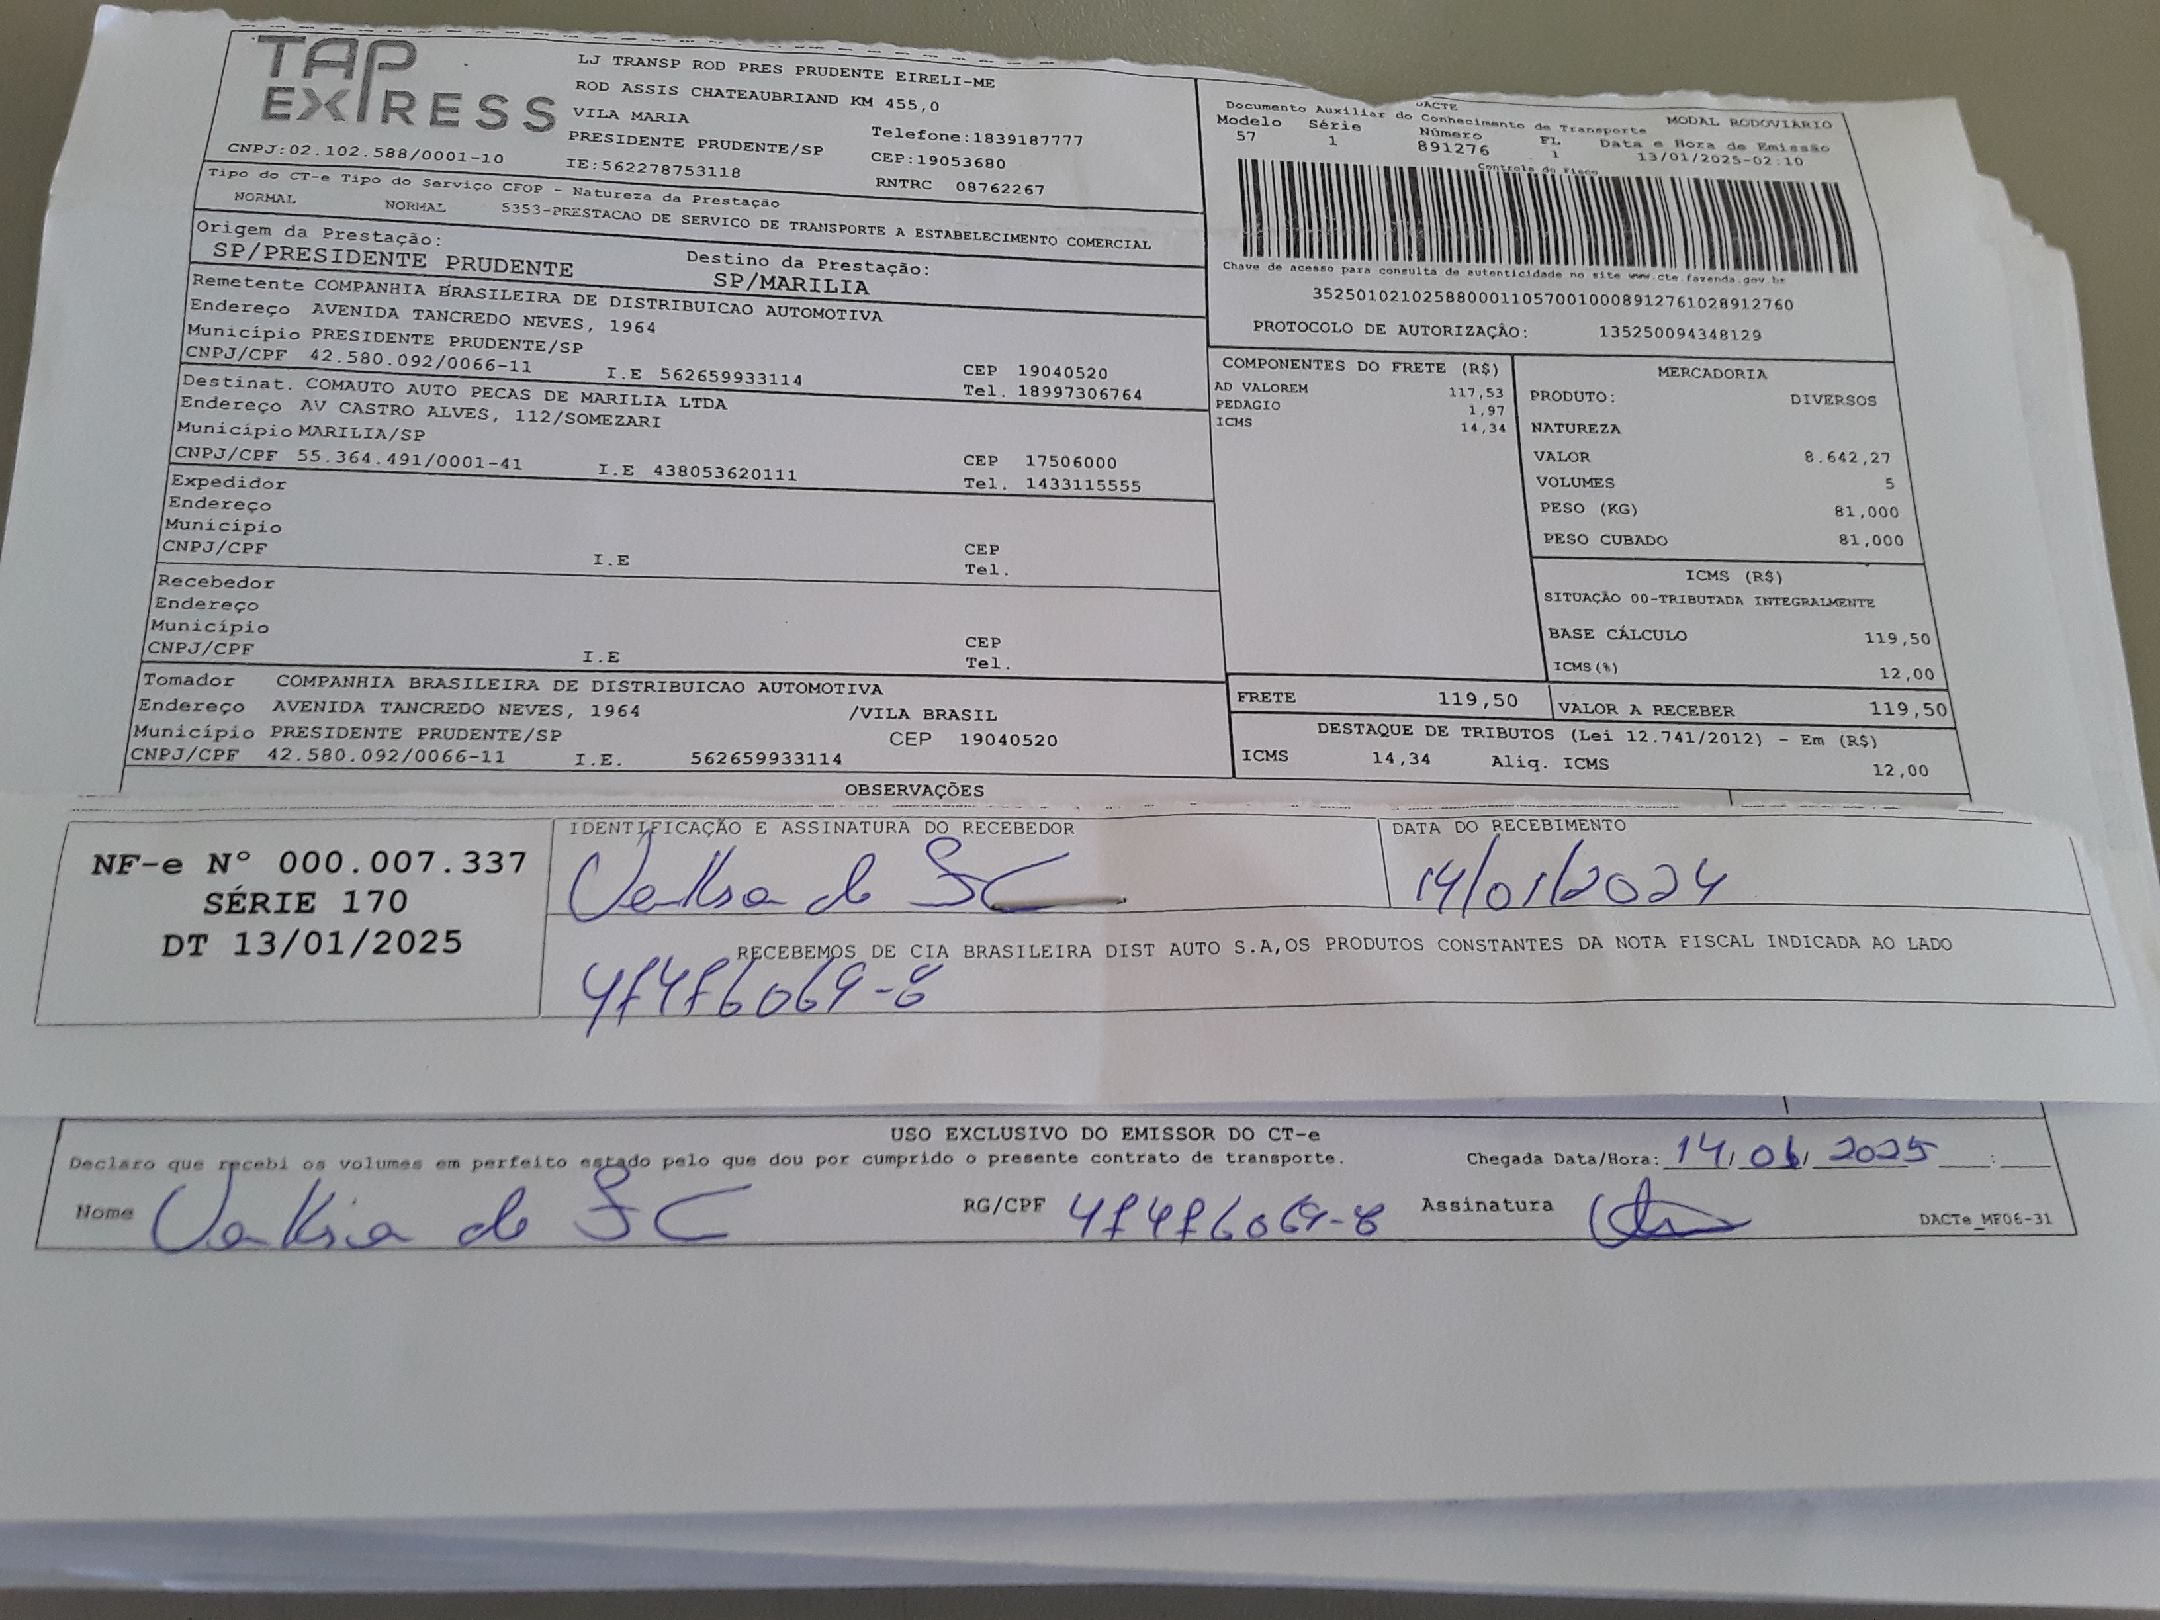 TAP
EXPRESS
LJ TRANSP ROD PRES PRUDENTE EIRELI-ME
ROD ASSIS CHATEAUBRIAND KM 455,0
VILA MARIA
PRESIDENTE PRUDENTE/SP
Telefone:1839187777
CEP:19053680
CNPJ:02.102.588/0001-10
IE:562278753118
RNTRC 08762267
Tipo do CT-e Tipo do Serviço CFOP - Natureza da Prestação
NORMAL NORMAL 5353-PRESTACAO DE SERVICO DE TRANSPORTE A ESTABELECIMENTO COMERCIAL
Origem da Prestação: Destino da Prestação:
SP/PRESIDENTE PRUDENTE SP/MARILIA
Remetente COMPANHIA BRASILEIRA DE DISTRIBUICAO AUTOMOTIVA
Endereço AVENIDA TANCREDO NEVES, 1964
Município PRESIDENTE PRUDENTE/SP CEP 19040520
CNPJ/CPF 42.580.092/0066-11 I.E 562659933114 Tel. 18997306764
Destinat. COMAUTO AUTO PECAS DE MARILIA LTDA
Endereço AV CASTRO ALVES, 112/SOMEZARI
Município MARILIA/SP CEP 17506000
CNPJ/CPF 55.364.491/0001-41 I.E 438053620111 Tel. 1433115555
Expedidor
Endereço
Município CEP
CNPJ/CPF I.E Tel.
Recebedor
Endereço
Município CEP
CNPJ/CPF I.E Tel.
Tomador COMPANHIA BRASILEIRA DE DISTRIBUICAO AUTOMOTIVA
Endereço AVENIDA TANCREDO NEVES, 1964 /VILA BRASIL
Município PRESIDENTE PRUDENTE/SP CEP 19040520
CNPJ/CPF 42.580.092/0066-11 I.E. 562659933114
OBSERVAÇÕES
DACTE
MODAL RODOVIÁRIO
Documento Auxiliar do Conhecimento de Transporte
Modelo Série Número FL Data e Hora de Emissão
57 1 891276 1 13/01/2025-02:10
Controle do Fisco
Chave de acesso para consulta de autenticidade no site www.cte.fazenda.gov.br
35250102102588000110570010008912761028912760
PROTOCOLO DE AUTORIZAÇÃO: 135250094348129
COMPONENTES DO FRETE (R$)
AD VALOREM 117,53
PEDAGIO 1,97
ICMS 14,34
MERCADORIA
PRODUTO: DIVERSOS
NATUREZA
VALOR 8.642,27
VOLUMES 5
PESO (KG) 81,000
PESO CUBADO 81,000
ICMS (R$)
SITUAÇÃO 00-TRIBUTADA INTEGRALMENTE
BASE CÁLCULO 119,50
ICMS(%) 12,00
FRETE 119,50 VALOR A RECEBER 119,50
DESTAQUE DE TRIBUTOS (Lei 12.741/2012) - Em (R$)
ICMS 14,34 Aliq. ICMS 12,00
NF-e Nº 000.007.337
SÉRIE 170
DT 13/01/2025
IDENTIFICAÇÃO E ASSINATURA DO RECEBEDOR
DATA DO RECEBIMENTO
14/01/2024
RECEBEMOS DE CIA BRASILEIRA DIST AUTO S.A,OS PRODUTOS CONSTANTES DA NOTA FISCAL INDICADA AO LADO
USO EXCLUSIVO DO EMISSOR DO CT-e
Declaro que recebi os volumes em perfeito estado pelo que dou por cumprido o presente contrato de transporte. Chegada Data/Hora: 14/01/2025 :
Nome RG/CPF Assinatura
DACTe_MF06-31